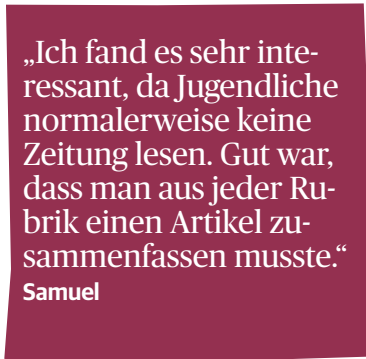 „Ich fand es sehr inte-
ressant, da Jugendliche
normalerweise keine
Zeitung lesen. Gut war,
dass man aus jeder Ru-
brik einen Artikel zu-
sammenfassen musste.“
Samuel